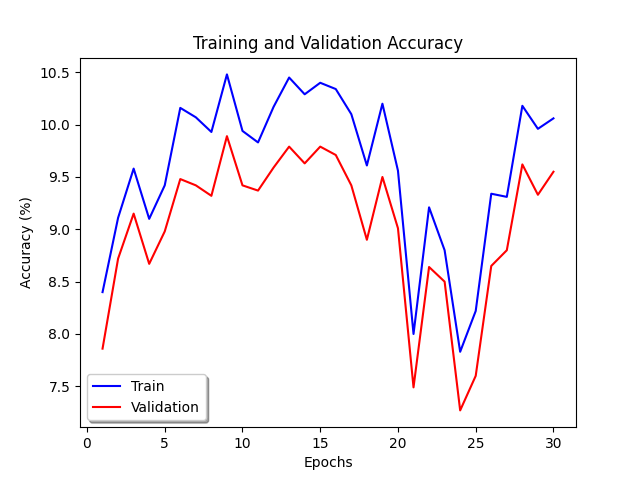 Training and Validation Accuracy
Accuracy (%)
10.5
10.0
9.5
9.0
8.5
8.0
7.5
Train
Validation
0 5 10 15 20 25 30
Epochs